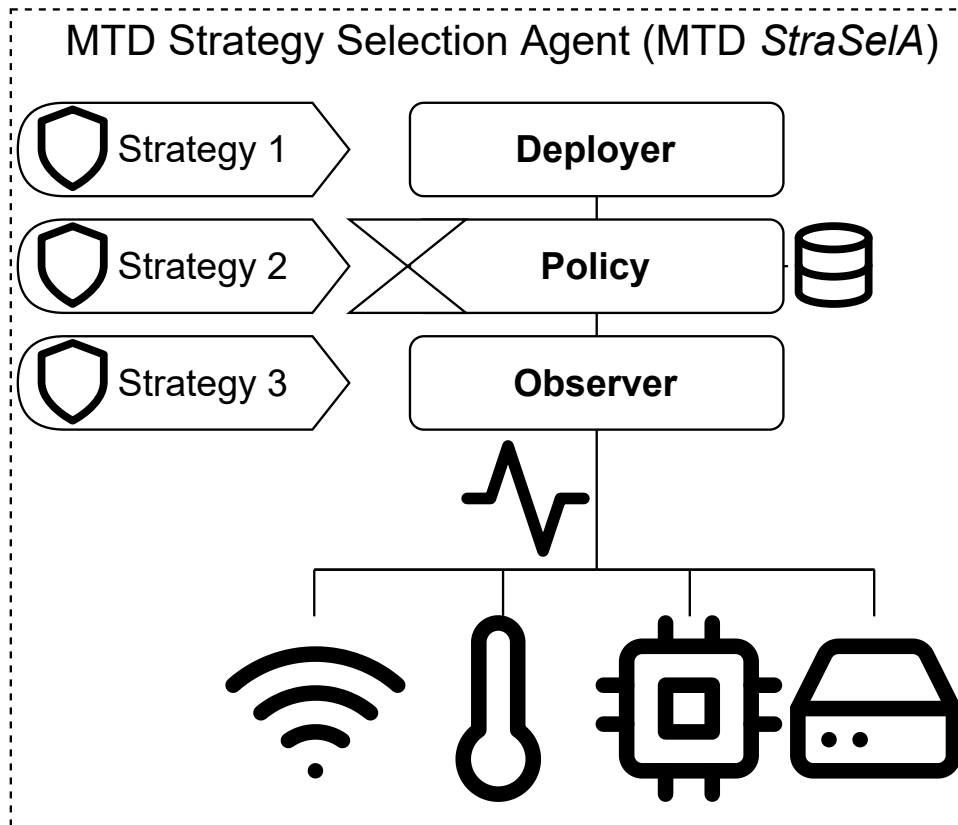 MTD Strategy Selection Agent (MTD StraSelA)
Strategy 1
Deployer
Strategy 2
Policy
Strategy 3
Observer